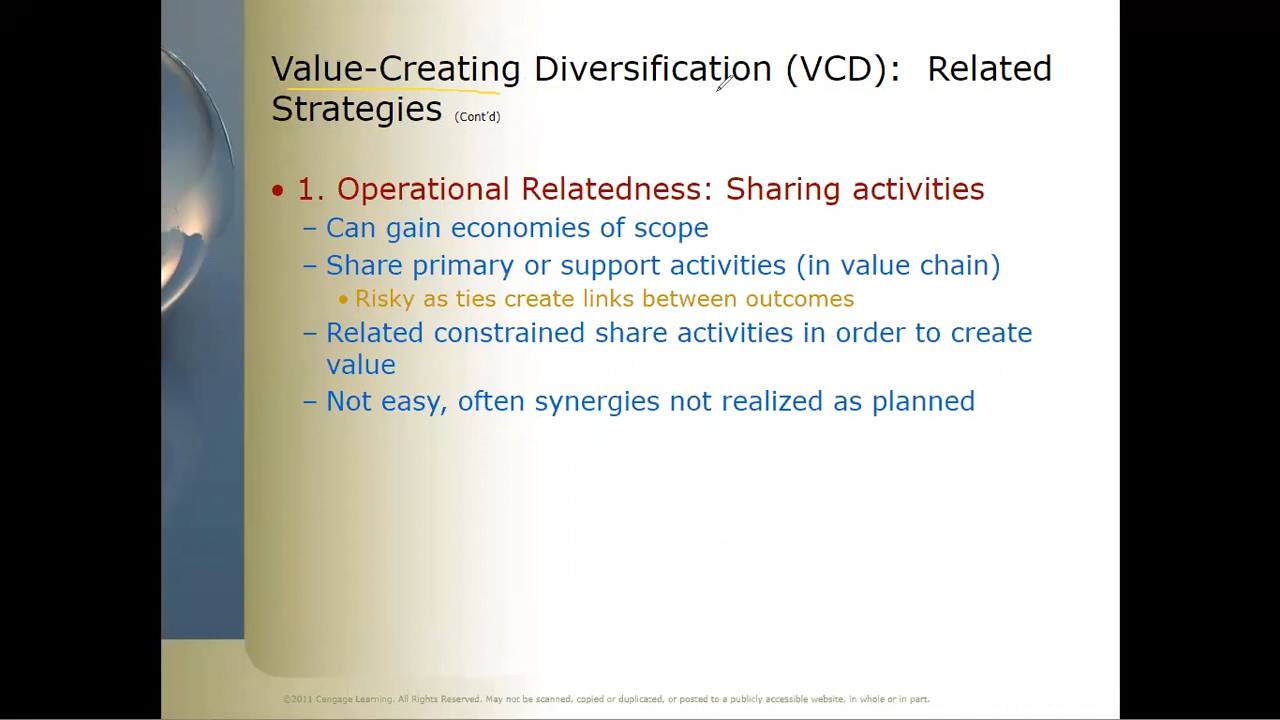 Value-Creating Diversification (VCD): Related
Strategies (Cont'd)
• 1. Operational Relatedness: Sharing activities
– Can gain economies of scope
– Share primary or support activities (in value chain)
• Risky as ties create links between outcomes
– Related constrained share activities in order to create
value
– Not easy, often synergies not realized as planned
©2011 Cengage Learning. All Rights Reserved. May not be scanned, copied or duplicated, or posted to a publicly accessible website, in whole or in part.